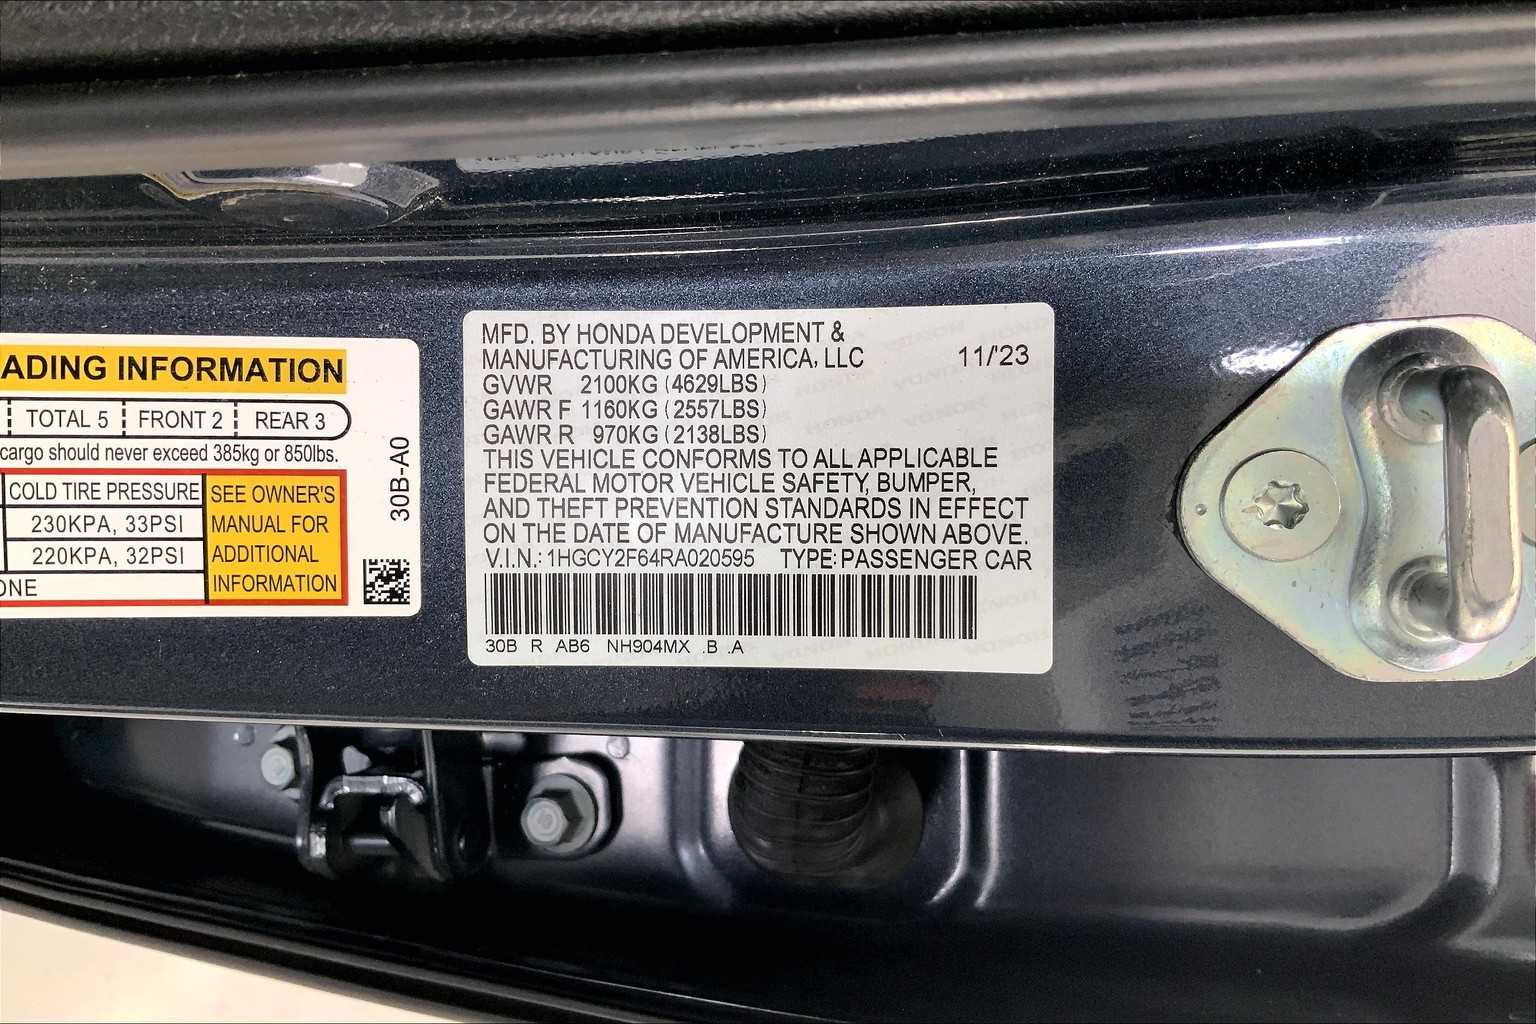 ADING INFORMATION
TOTAL 5 FRONT 2 REAR 3
cargo should never exceed 385kg or 850lbs.
COLD TIRE PRESSURE
230KPA, 33PSI
220KPA, 32PSI
ONE
SEE OWNER'S
MANUAL FOR
ADDITIONAL
INFORMATION
30B-A0
MFD. BY HONDA DEVELOPMENT &
MANUFACTURING OF AMERICA, LLC 11/'23
GVWR 2100KG (4629LBS)
GAWR F 1160KG (2557LBS)
GAWR R 970KG (2138LBS)
THIS VEHICLE CONFORMS TO ALL APPLICABLE
FEDERAL MOTOR VEHICLE SAFETY, BUMPER,
AND THEFT PREVENTION STANDARDS IN EFFECT
ON THE DATE OF MANUFACTURE SHOWN ABOVE.
V.I.N.: 1HGCY2F64RA020595 TYPE: PASSENGER CAR
30B R AB6 NH904MX .B .A